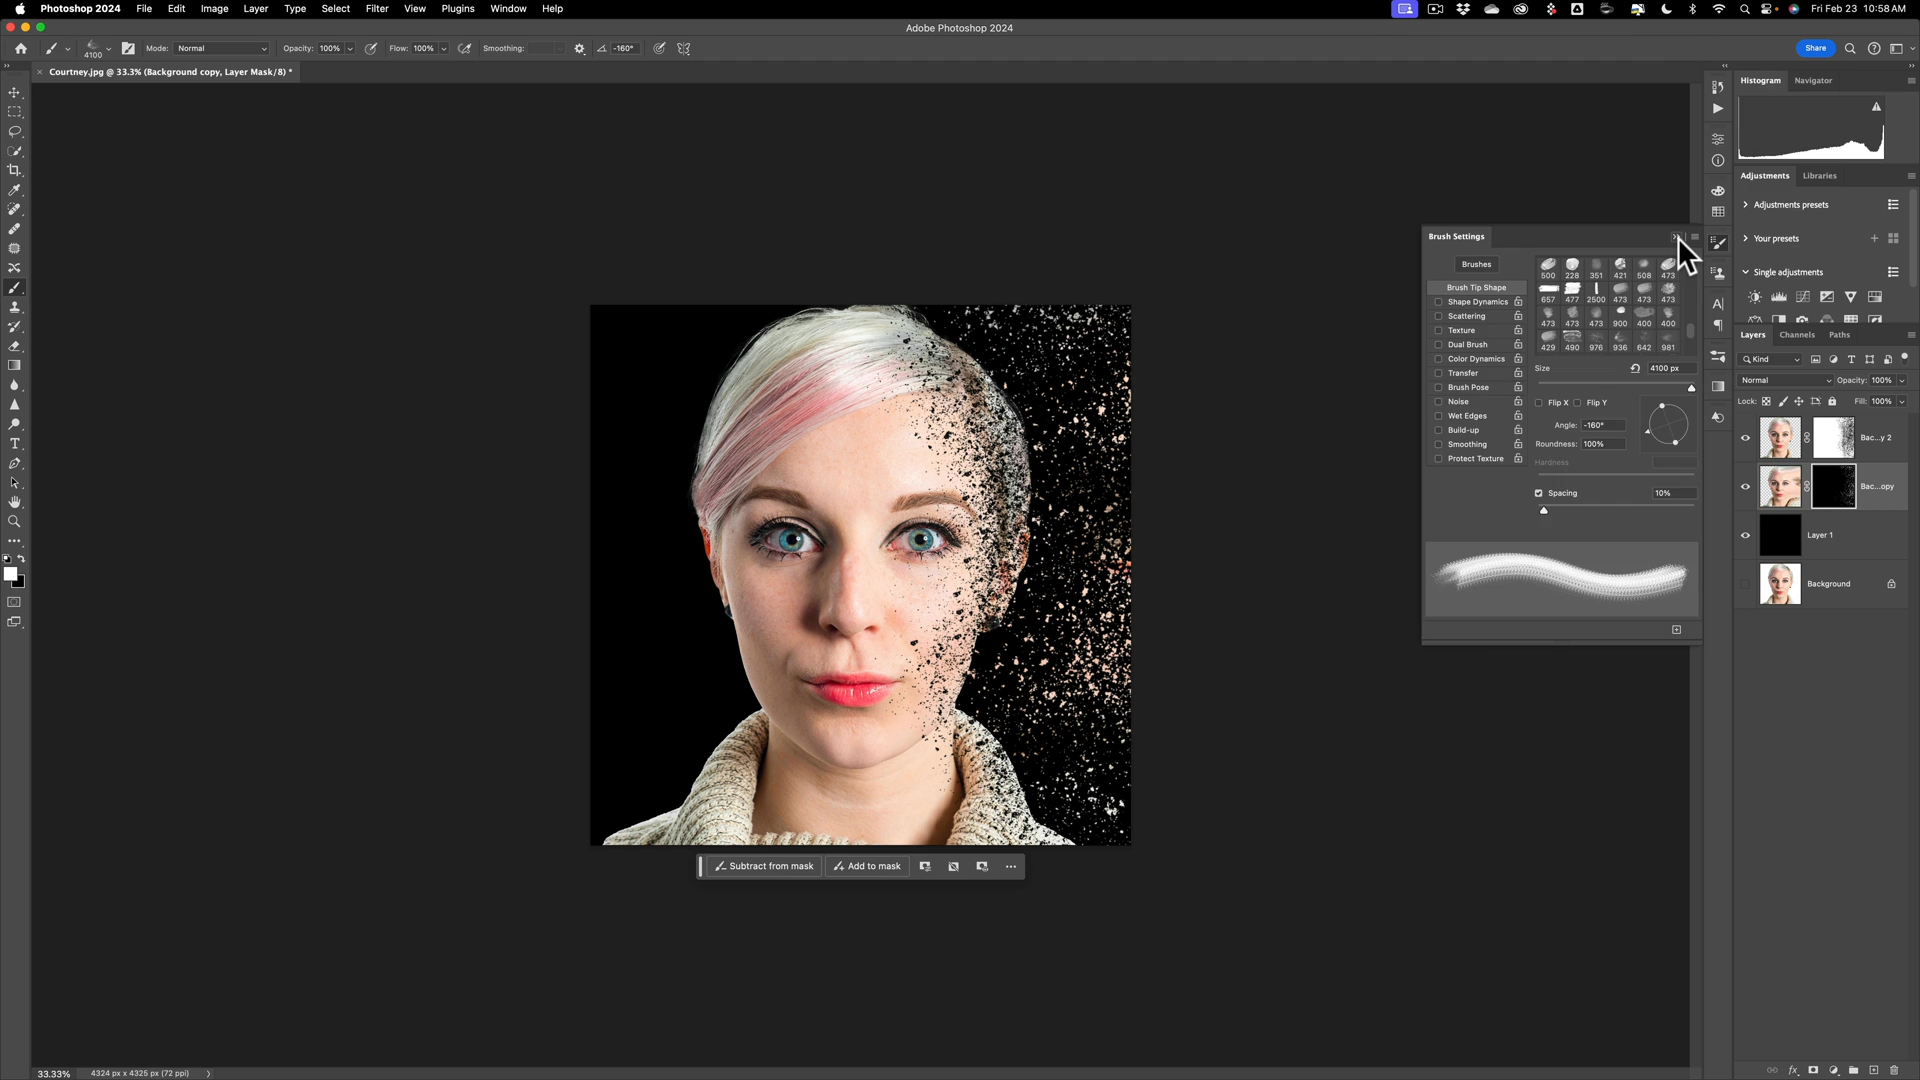 Photoshop 2024 File Edit Image Layer Type Select Filter View Plugins Window Help Fri Feb 23 10:58 AM
Adobe Photoshop 2024
4100 Mode: Normal Opacity: 100% Flow: 100% Smoothing: -160° Share
Courtney.jpg @ 33.3% (Background copy, Layer Mask/8) *
Histogram Navigator
Adjustments Libraries
Adjustments presets
Your presets
Single adjustments
Brush Settings
Brushes
Brush Tip Shape
Shape Dynamics
Scattering
Texture
Dual Brush
Color Dynamics
Transfer
Brush Pose
Noise
Wet Edges
Build-up
Smoothing
Protect Texture
500 228 351 421 508 473
657 477 2500 473 473 473
473 473 473 900 400 400
429 490 976 936 642 981
Size 4100 px
Flip X Flip Y
Angle: -160°
Roundness: 100%
Hardness
Spacing 10%
Layers Channels Paths
Kind
Normal Opacity: 100%
Lock: Fill: 100%
Bac...y 2
Bac...opy
Layer 1
Background
Subtract from mask Add to mask
33.33% 4324 px x 4325 px (72 ppi)